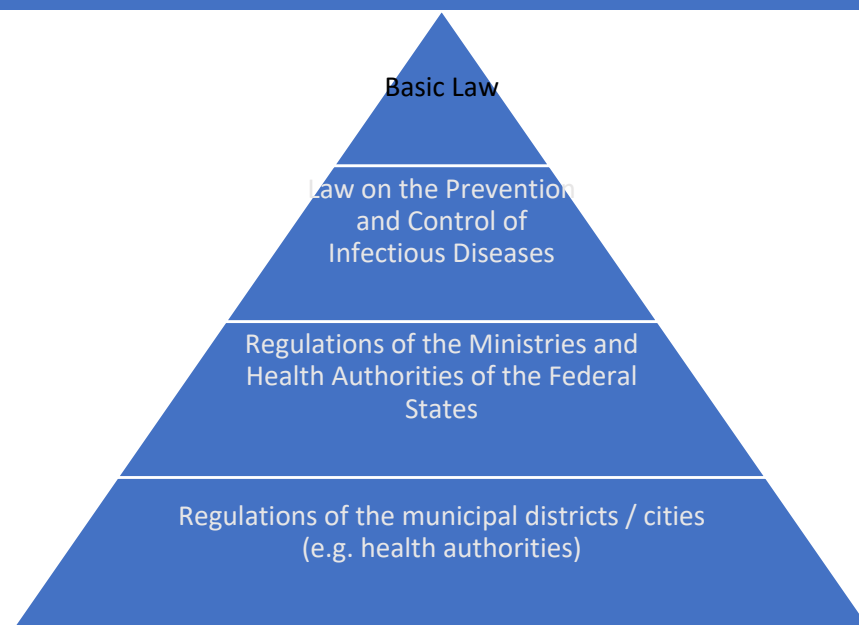 Basic Law
Law on the Prevention
and Control of
Infectious Diseases
Regulations of the Ministries and
Health Authorities of the Federal
States
Regulations of the municipal districts / cities
(e.g. health authorities)